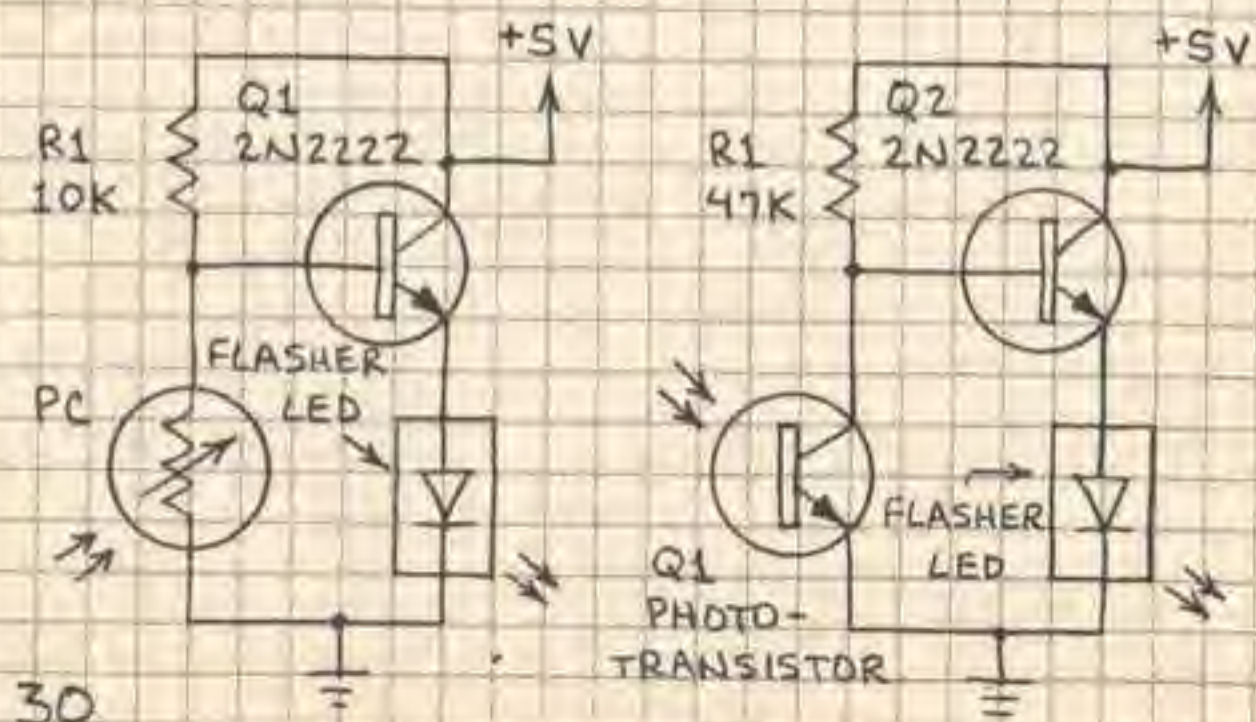 +5V
Q1
2N2222
R1
10K
FLASHER
LED
PC
+5V
Q2
2N2222
R1
47K
FLASHER
LED
Q1
PHOTO-
TRANSISTOR
30